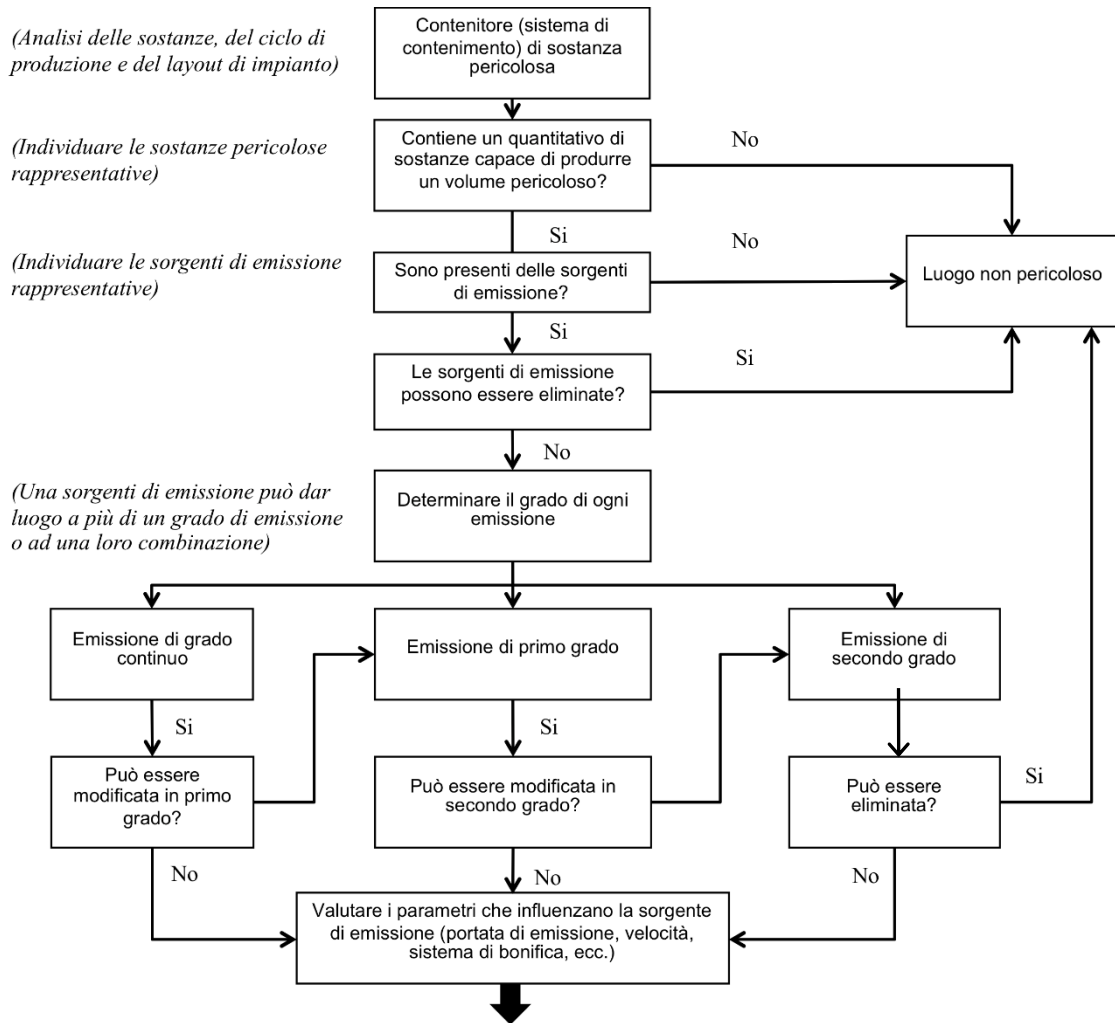 (Analisi delle sostanze, del ciclo di
produzione e del layout di impianto)
Contenitore (sistema di
contenimento) di sostanza
pericolosa
(Individuare le sostanze pericolose
rappresentative)
Contiene un quantitativo di
sostanze capace di produrre
un volume pericoloso?
No
Si
(Individuare le sorgenti di emissione
rappresentative)
Sono presenti delle sorgenti
di emissione?
No
Luogo non pericoloso
Si
Le sorgenti di emissione
possono essere eliminate?
Si
No
(Una sorgenti di emissione può dar
luogo a più di un grado di emissione
o ad una loro combinazione)
Determinare il grado di ogni
emissione
Emissione di grado
continuo
Emissione di primo grado
Emissione di
secondo grado
Si
Si
Può essere
modificata in primo
grado?
Può essere modificata in
secondo grado?
Può essere
eliminata?
Si
No
No
No
Valutare i parametri che influenzano la sorgente
di emissione (portata di emissione, velocità,
sistema di bonifica, ecc.)